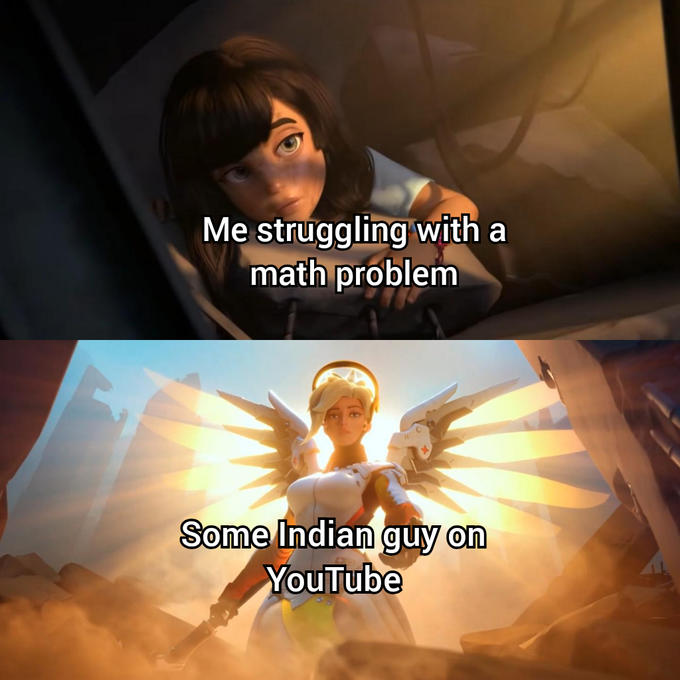 Me struggling with a
math problem
Some Indian guy on
YouTube